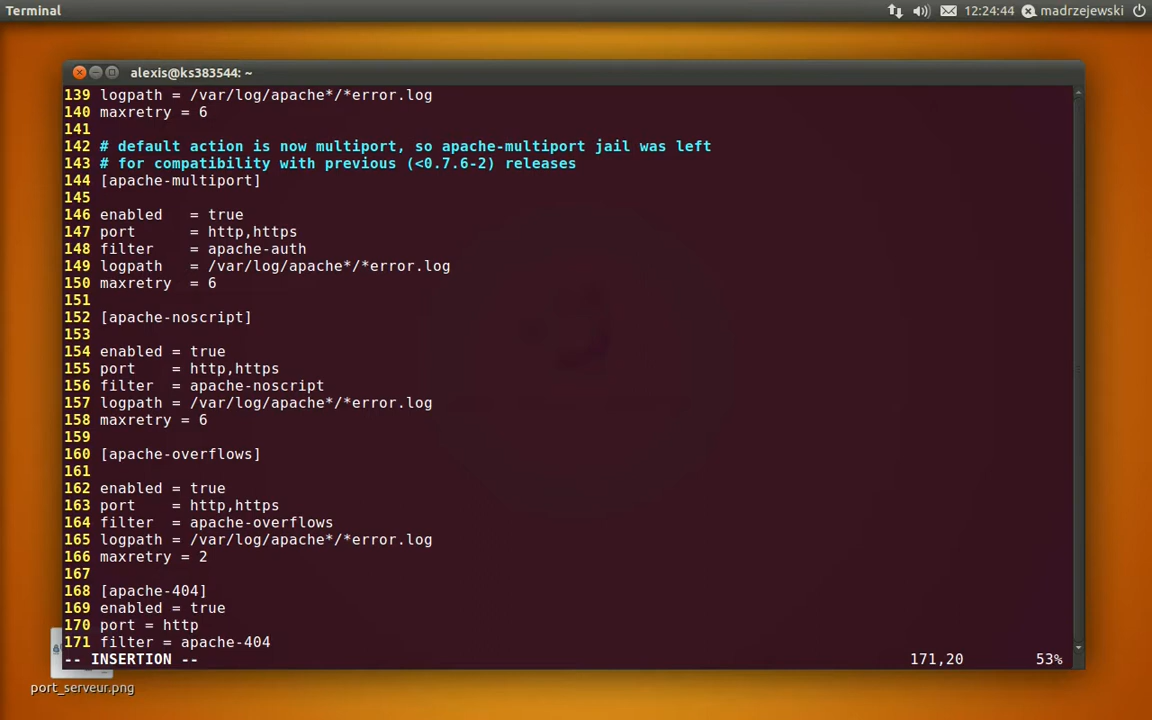 Terminal
12:24:44 madrzejewski
alexis@ks383544: ~
139 logpath = /var/log/apache*/*error.log
140 maxretry = 6
141
142 # default action is now multiport, so apache-multiport jail was left
143 # for compatibility with previous (<0.7.6-2) releases
144 [apache-multiport]
145
146 enabled   = true
147 port      = http,https
148 filter    = apache-auth
149 logpath   = /var/log/apache*/*error.log
150 maxretry  = 6
151
152 [apache-noscript]
153
154 enabled = true
155 port    = http,https
156 filter  = apache-noscript
157 logpath = /var/log/apache*/*error.log
158 maxretry = 6
159
160 [apache-overflows]
161
162 enabled = true
163 port    = http,https
164 filter  = apache-overflows
165 logpath = /var/log/apache*/*error.log
166 maxretry = 2
167
168 [apache-404]
169 enabled = true
170 port = http
171 filter = apache-404
-- INSERTION -- 171,20 53%
port_serveur.png